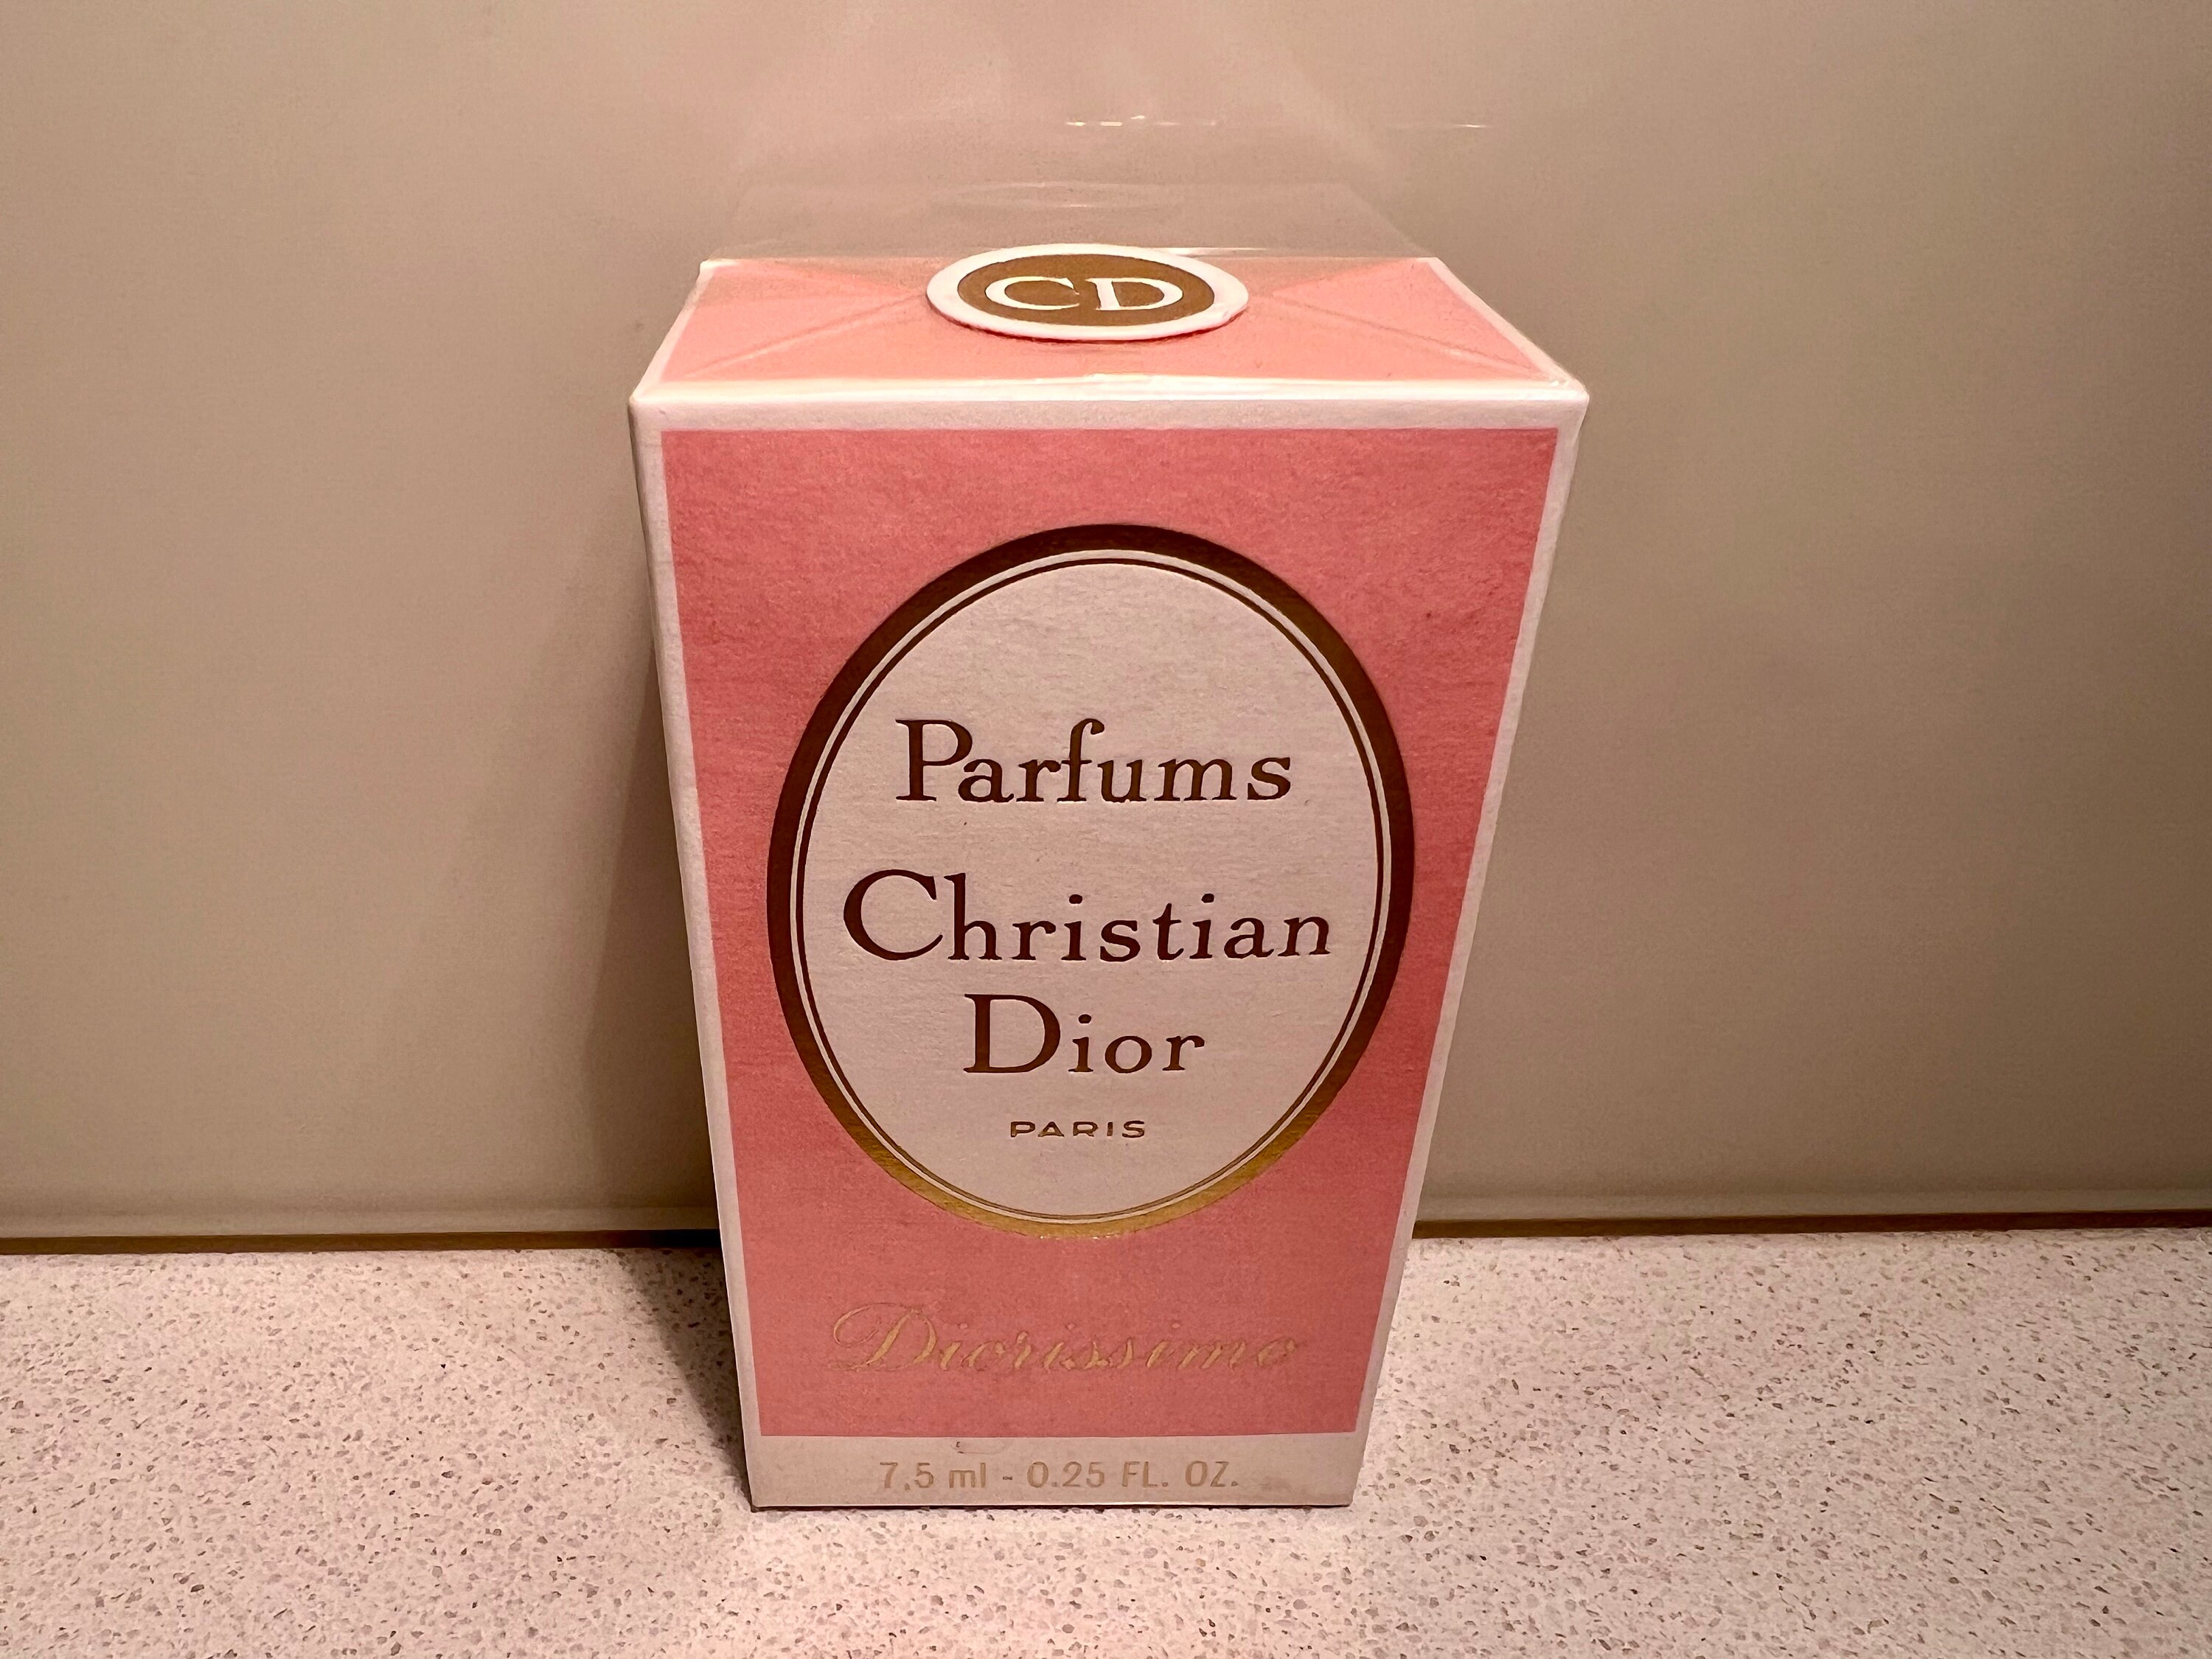 CD
Parfums
Christian
Dior
PARIS
Diorissimo
7,5 ml - 0.25 FL. OZ.